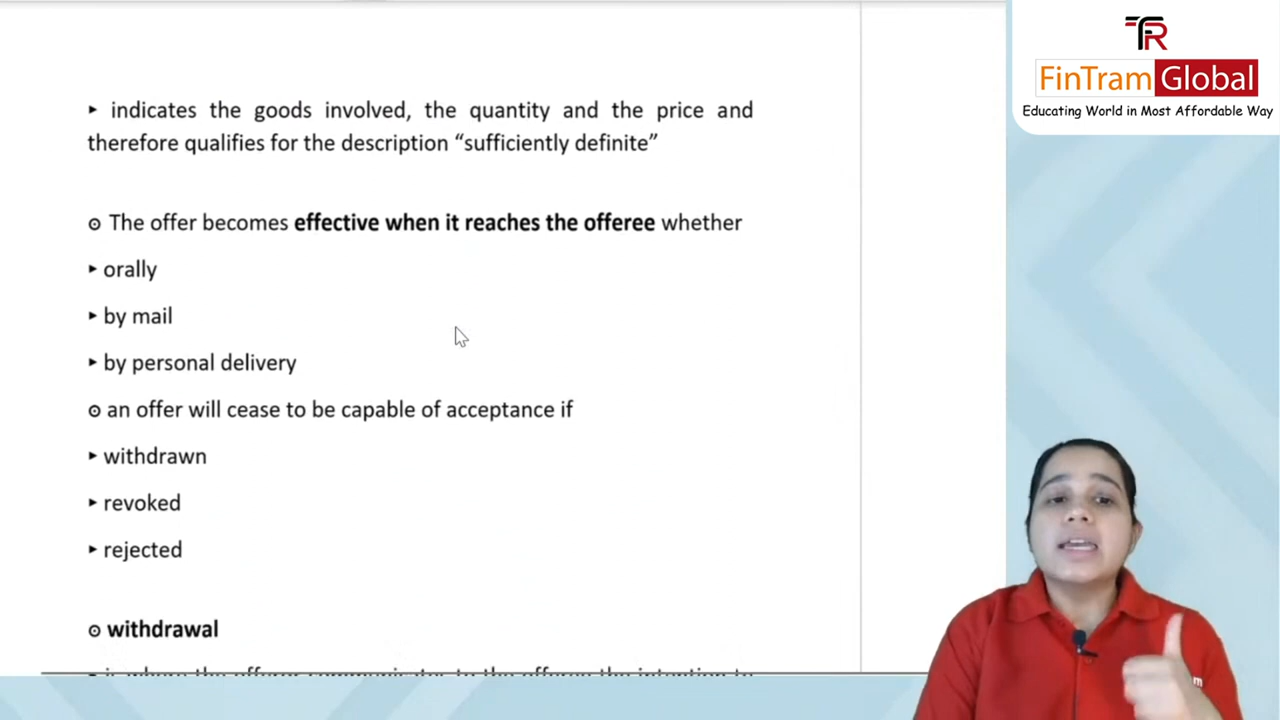 ▸ indicates the goods involved, the quantity and the price and
therefore qualifies for the description “sufficiently definite”
⊙ The offer becomes effective when it reaches the offeree whether
▸ orally
▸ by mail
▸ by personal delivery
⊙ an offer will cease to be capable of acceptance if
▸ withdrawn
▸ revoked
▸ rejected
⊙ withdrawal
FinTram Global
Educating World in Most Affordable Way